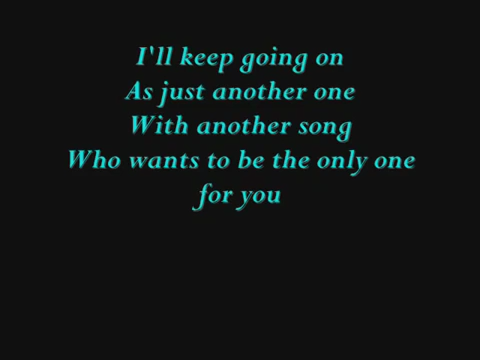 I'll keep going on
As just another one
With another song
Who wants to be the only one
for you